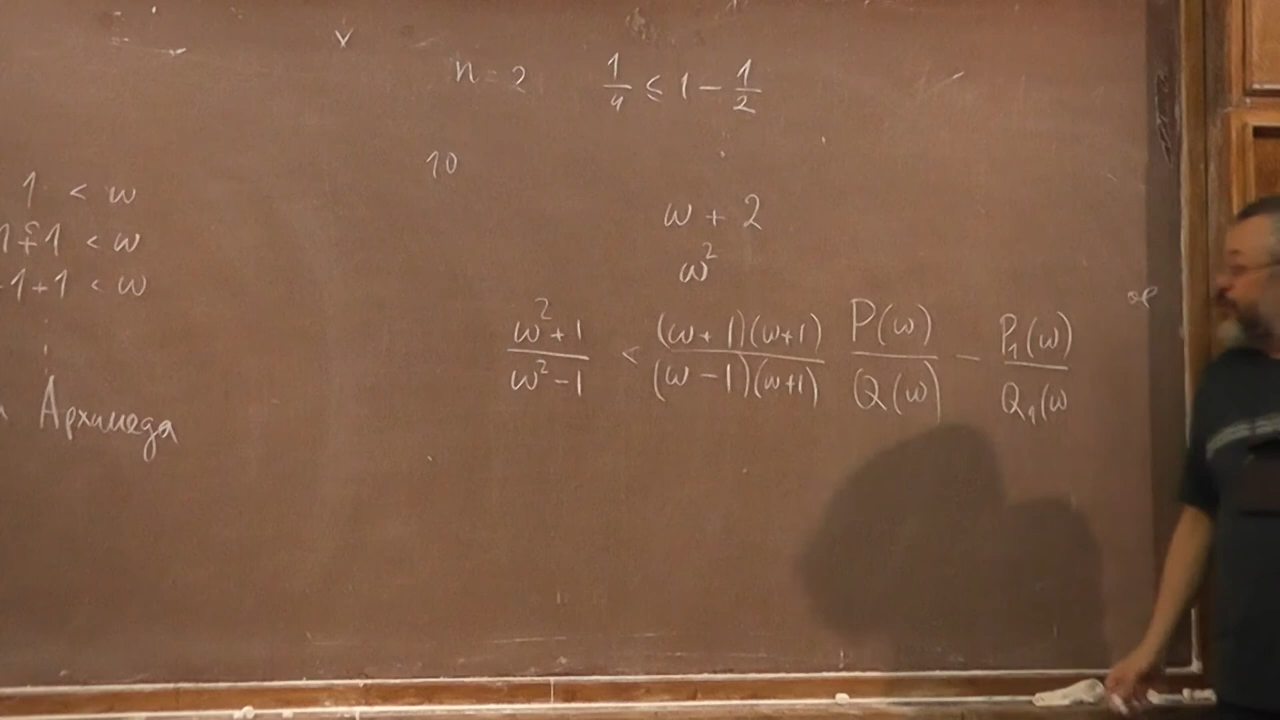 n = 2 1/4 ≤ 1 − 1/2
10
1 < w
1+1 < w
-1+1 < w
Архимеда
ω + 2
ω²
(ω²+1)/(ω²−1) < ((ω+1)(ω+1))/((ω−1)(ω+1)) P(ω)/Q(ω) − P₁(ω)/Q₁(ω